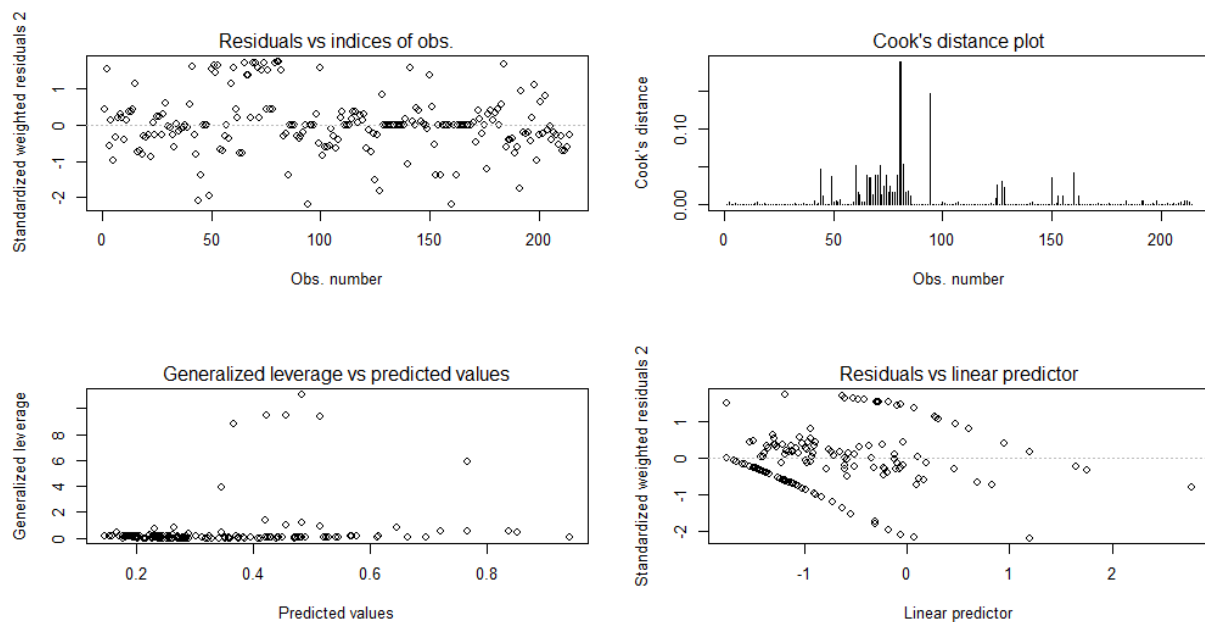 Residuals vs indices of obs.
Standardized weighted residuals 2
1
0
-1
-2
0
50
100
150
200
Obs. number
Cook's distance plot
Cook's distance
0.10
0.00
0
50
100
150
200
Obs. number
Generalized leverage vs predicted values
Generalized leverage
8
6
4
2
0
0.2
0.4
0.6
0.8
Predicted values
Residuals vs linear predictor
Standardized weighted residuals 2
1
0
-1
-2
-1
0
1
2
Linear predictor